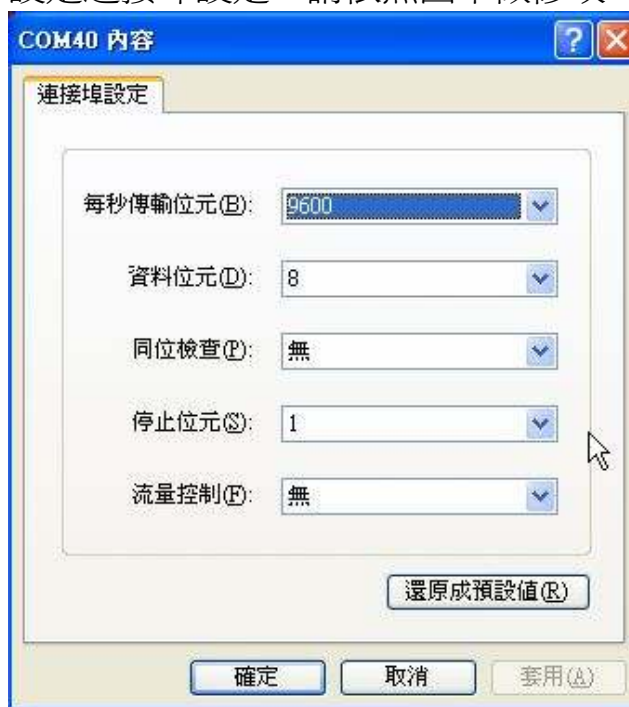 COM40 內容
連接埠設定
每秒傳輸位元(B): 9600
資料位元(D): 8
同位檢查(P): 無
停止位元(S): 1
流量控制(F): 無
還原成預設值(R)
確定 取消 套用(A)